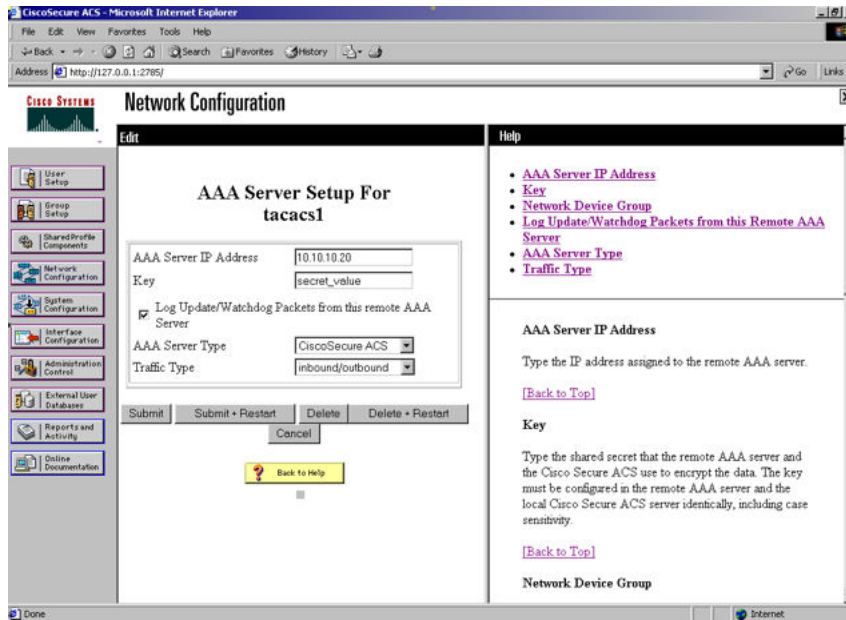 CiscoSecure ACS - Microsoft Internet Explorer
File Edit View Favorites Tools Help
Back Search Favorites History
Address http://127.0.0.1:2785/ Go Links
CISCO SYSTEMS
Network Configuration
User Setup
Group Setup
Shared Profile Components
Network Configuration
System Configuration
Interface Configuration
Administration Control
External User Databases
Reports and Activity
Online Documentation
Edit
AAA Server Setup For
tacacs1
AAA Server IP Address 10.10.10.20
Key secret_value
Log Update/Watchdog Packets from this remote AAA
Server
AAA Server Type CiscoSecure ACS
Traffic Type inbound/outbound
Submit Submit + Restart Delete Delete + Restart
Cancel
? Back to Help
Help
AAA Server IP Address
Key
Network Device Group
Log Update/Watchdog Packets from this Remote AAA
Server
AAA Server Type
Traffic Type
AAA Server IP Address
Type the IP address assigned to the remote AAA server.
[Back to Top]
Key
Type the shared secret that the remote AAA server and
the Cisco Secure ACS use to encrypt the data. The key
must be configured in the remote AAA server and the
local Cisco Secure ACS server identically, including case
sensitivity.
[Back to Top]
Network Device Group
Done Internet